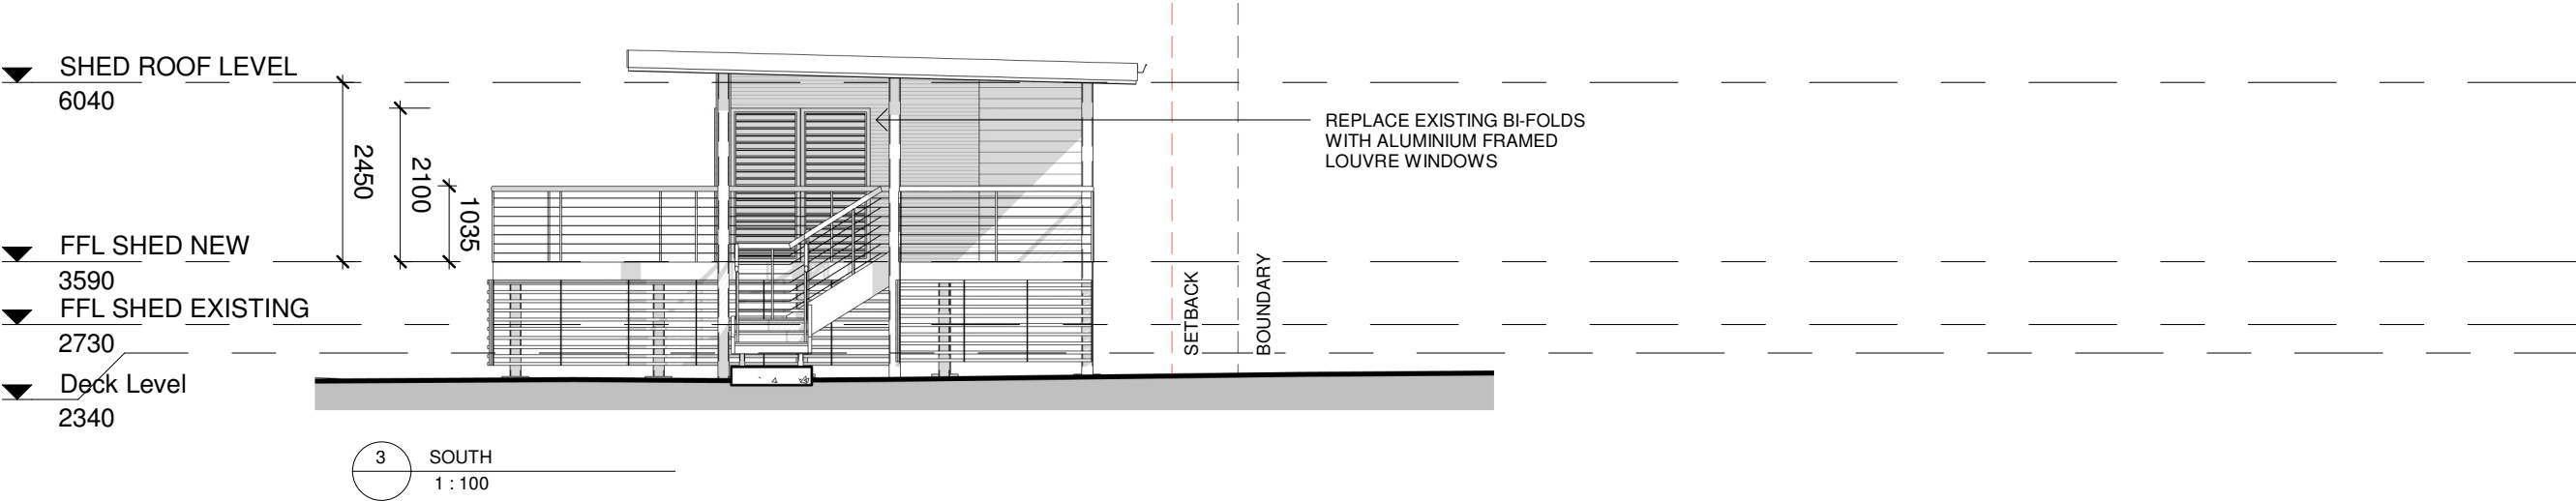 SHED ROOF LEVEL
6040
2450
2100
1035
REPLACE EXISTING BI-FOLDS
WITH ALUMINIUM FRAMED
LOUVRE WINDOWS
FFL SHED NEW
3590
FFL SHED EXISTING
2730
Deck Level
2340
SETBACK
BOUNDARY
3
SOUTH
1 : 100